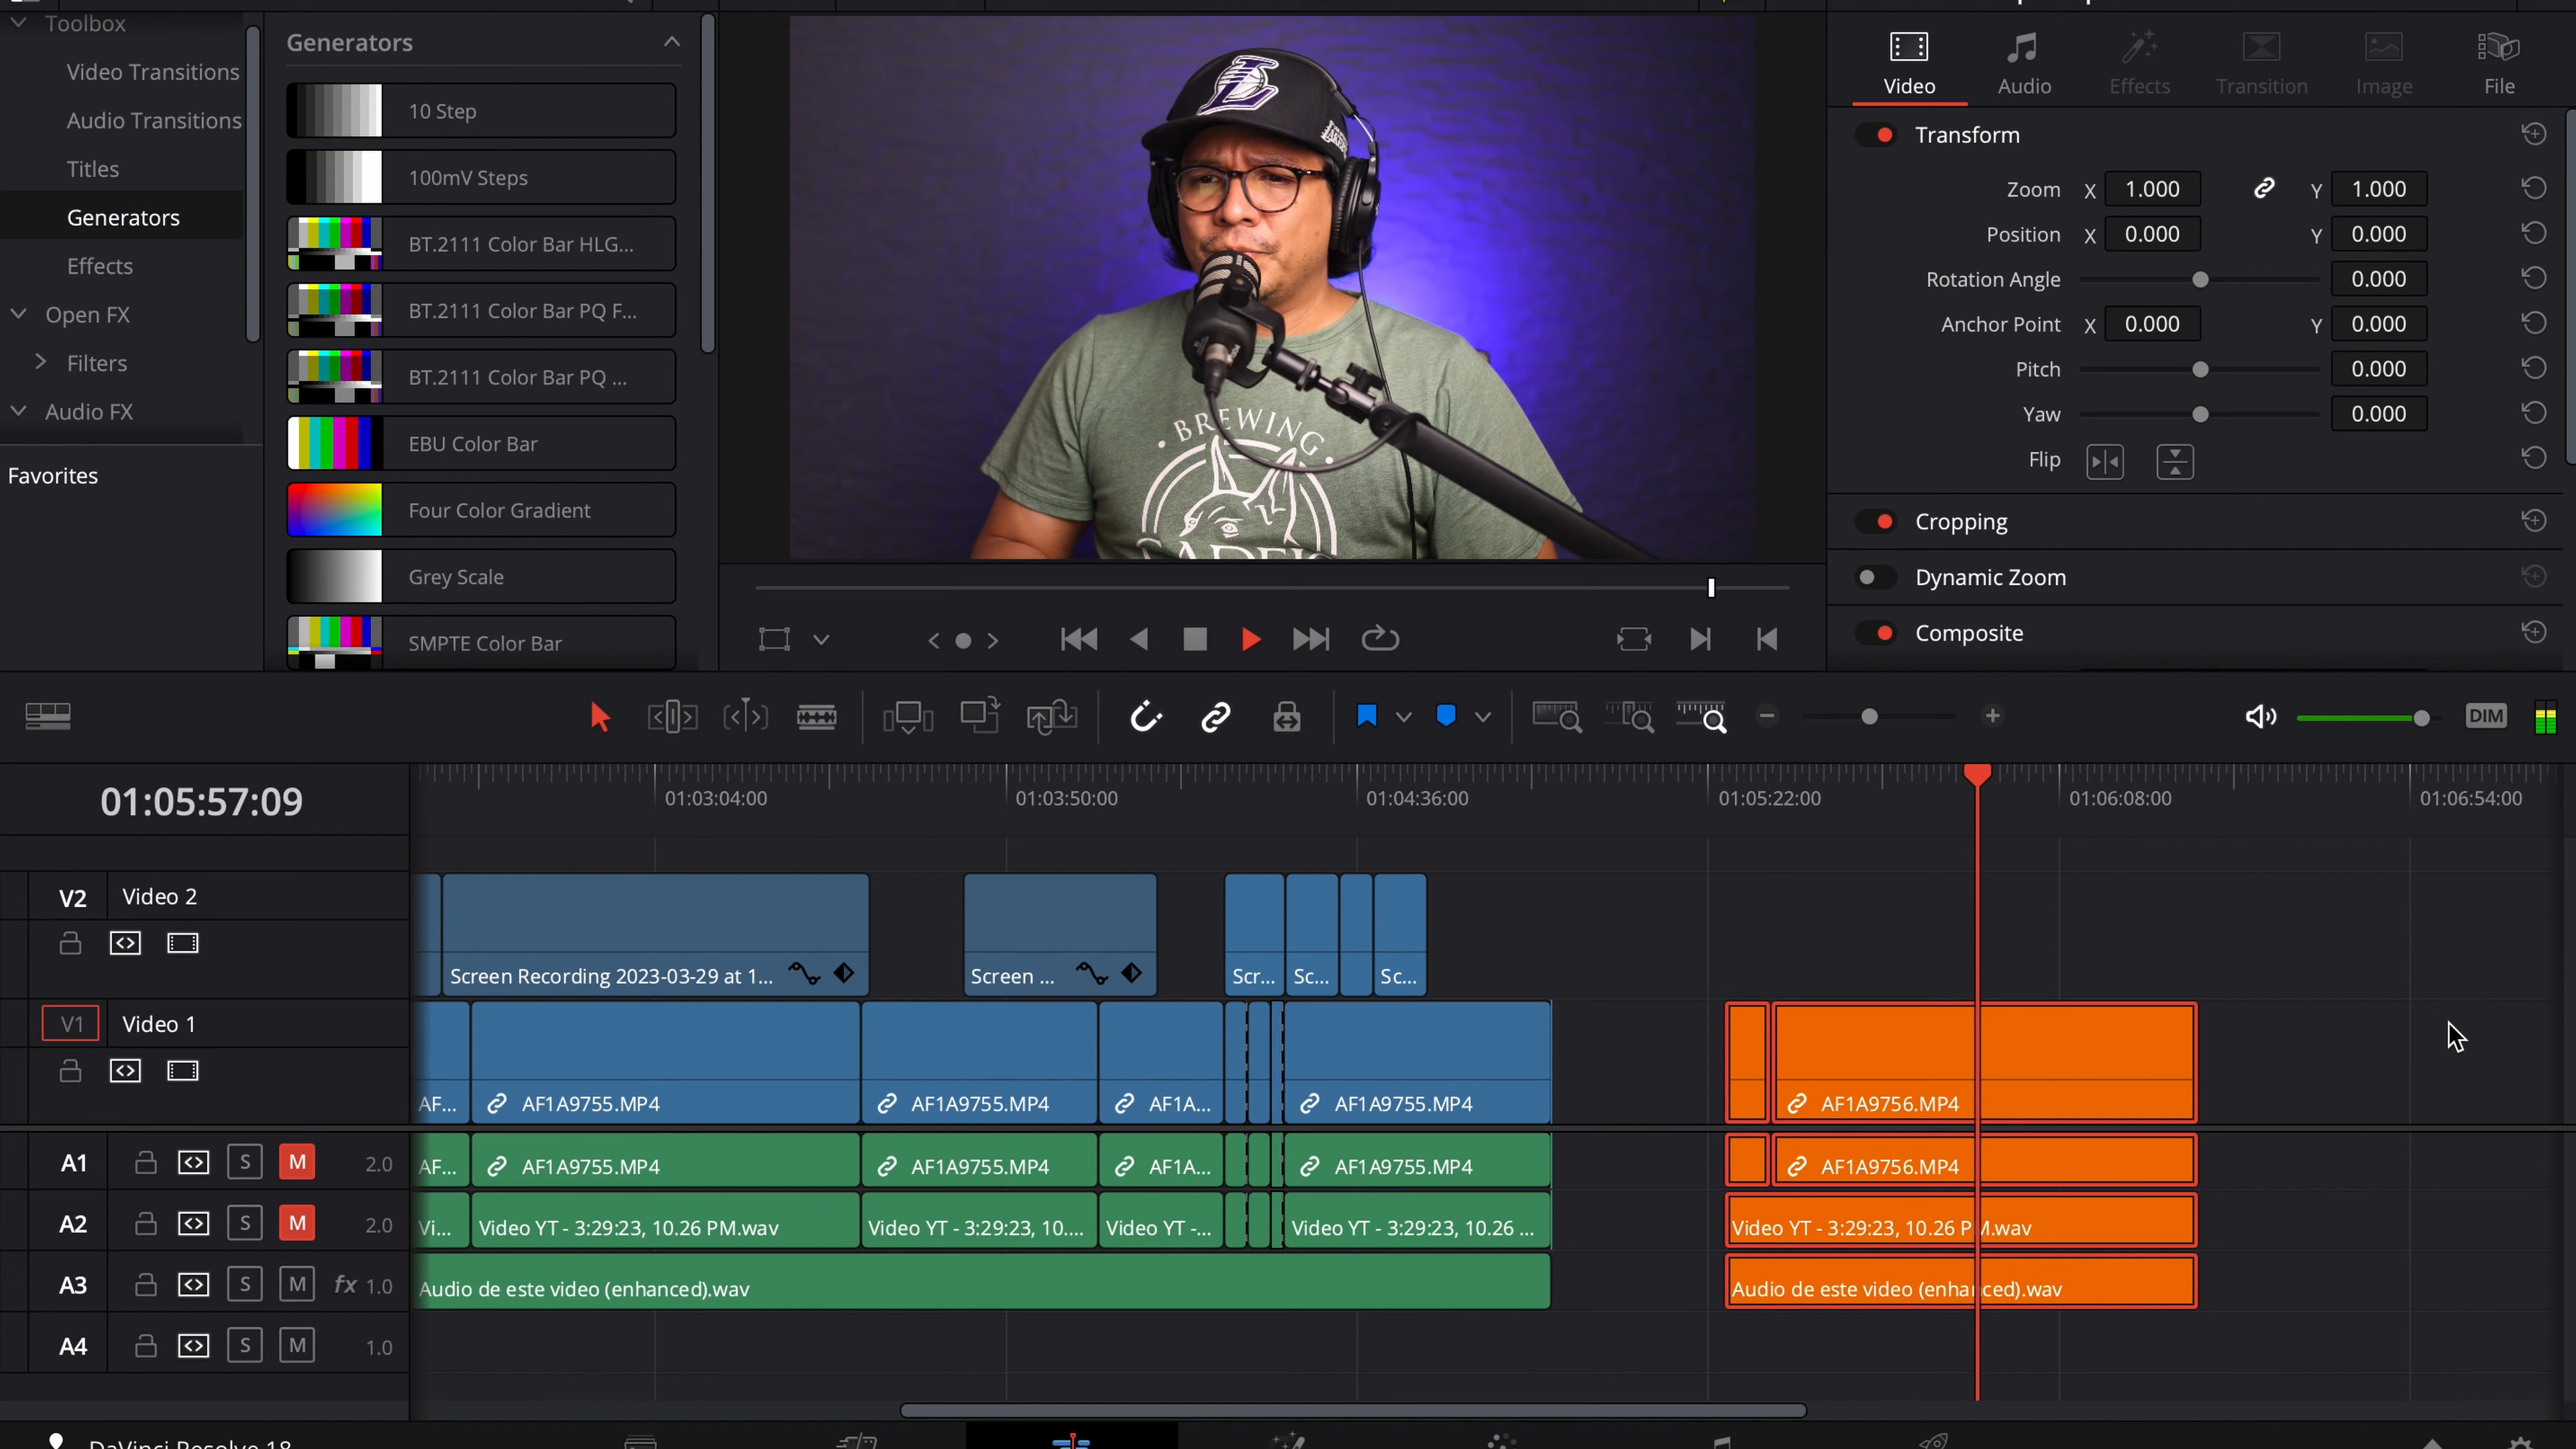 Toolbox
Video Transitions
Audio Transitions
Titles
Generators
Effects
Open FX
Filters
Audio FX
Favorites
Generators
10 Step
100mV Steps
BT.2111 Color Bar HLG...
BT.2111 Color Bar PQ F...
BT.2111 Color Bar PQ ...
EBU Color Bar
Four Color Gradient
Grey Scale
SMPTE Color Bar
L
BREWING
Video Audio Effects Transition Image File
Transform
Zoom X 1.000 Y 1.000
Position X 0.000 Y 0.000
Rotation Angle 0.000
Anchor Point X 0.000 Y 0.000
Pitch 0.000
Yaw 0.000
Flip
Cropping
Dynamic Zoom
Composite
DIM
01:05:57:09
01:03:04:00 01:03:50:00 01:04:36:00 01:05:22:00 01:06:08:00 01:06:54:00
V2 Video 2
Screen Recording 2023-03-29 at 1... Screen ... Scr... Sc... Sc...
V1 Video 1
AF... AF1A9755.MP4 AF1A9755.MP4 AF1A... AF1A9755.MP4 AF1A9756.MP4
A1 S M 2.0 AF... AF1A9755.MP4 AF1A9755.MP4 AF1A... AF1A9755.MP4 AF1A9756.MP4
A2 S M 2.0 Vi... Video YT - 3:29:23, 10.26 PM.wav Video YT - 3:29:23, 10.... Video YT -... Video YT - 3:29:23, 10.26 ... Video YT - 3:29:23, 10.26 PM.wav
A3 S M fx 1.0 Audio de este video (enhanced).wav Audio de este video (enhanced).wav
A4 S M 1.0
DaVinci Resolve 18